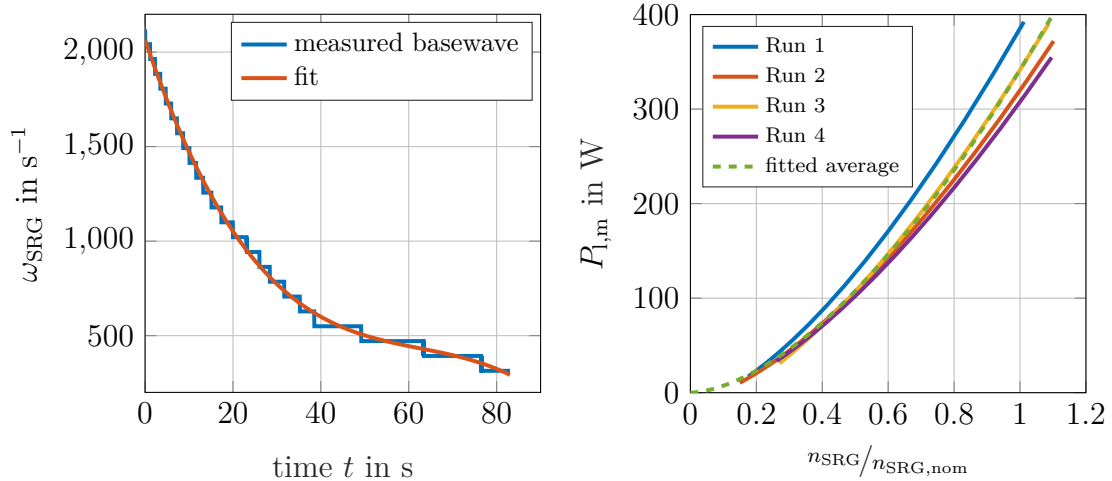 2,000
1,500
1,000
500
0
20
40
60
80
ω_SRG in s⁻¹
time t in s
measured basewave
fit
400
300
200
100
0
0
0.2
0.4
0.6
0.8
1
1.2
P_l,m in W
n_SRG/n_SRG,nom
Run 1
Run 2
Run 3
Run 4
fitted average